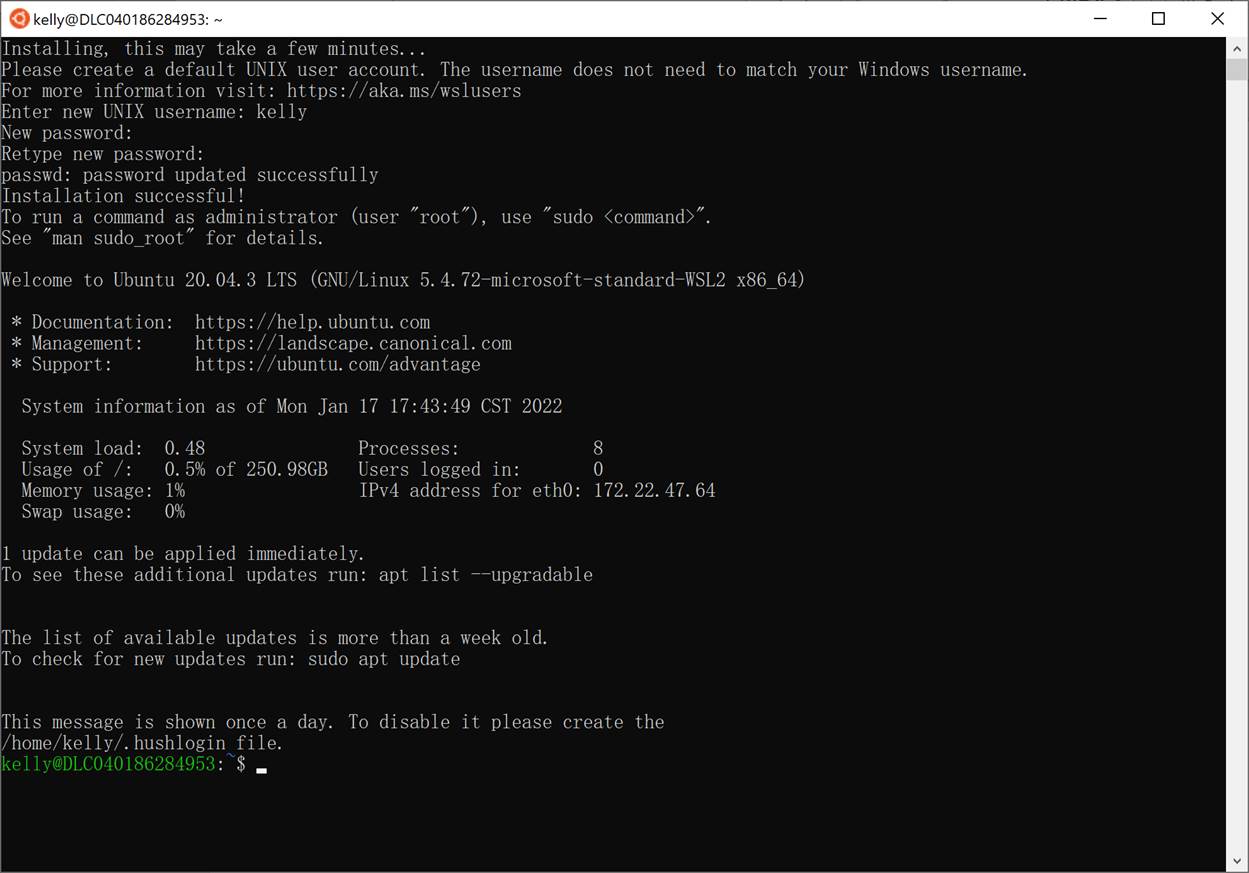 kelly@DLC040186284953: ~
Installing, this may take a few minutes...
Please create a default UNIX user account. The username does not need to match your Windows username.
For more information visit: https://aka.ms/wslusers
Enter new UNIX username: kelly
New password:
Retype new password:
passwd: password updated successfully
Installation successful!
To run a command as administrator (user "root"), use "sudo <command>".
See "man sudo_root" for details.
Welcome to Ubuntu 20.04.3 LTS (GNU/Linux 5.4.72-microsoft-standard-WSL2 x86_64)
* Documentation:  https://help.ubuntu.com
* Management:     https://landscape.canonical.com
* Support:        https://ubuntu.com/advantage
System information as of Mon Jan 17 17:43:49 CST 2022
System load:  0.48               Processes:             8
Usage of /:   0.5% of 250.98GB   Users logged in:       0
Memory usage: 1%                 IPv4 address for eth0: 172.22.47.64
Swap usage:   0%
1 update can be applied immediately.
To see these additional updates run: apt list --upgradable
The list of available updates is more than a week old.
To check for new updates run: sudo apt update
This message is shown once a day. To disable it please create the
/home/kelly/.hushlogin file.
kelly@DLC040186284953:~$